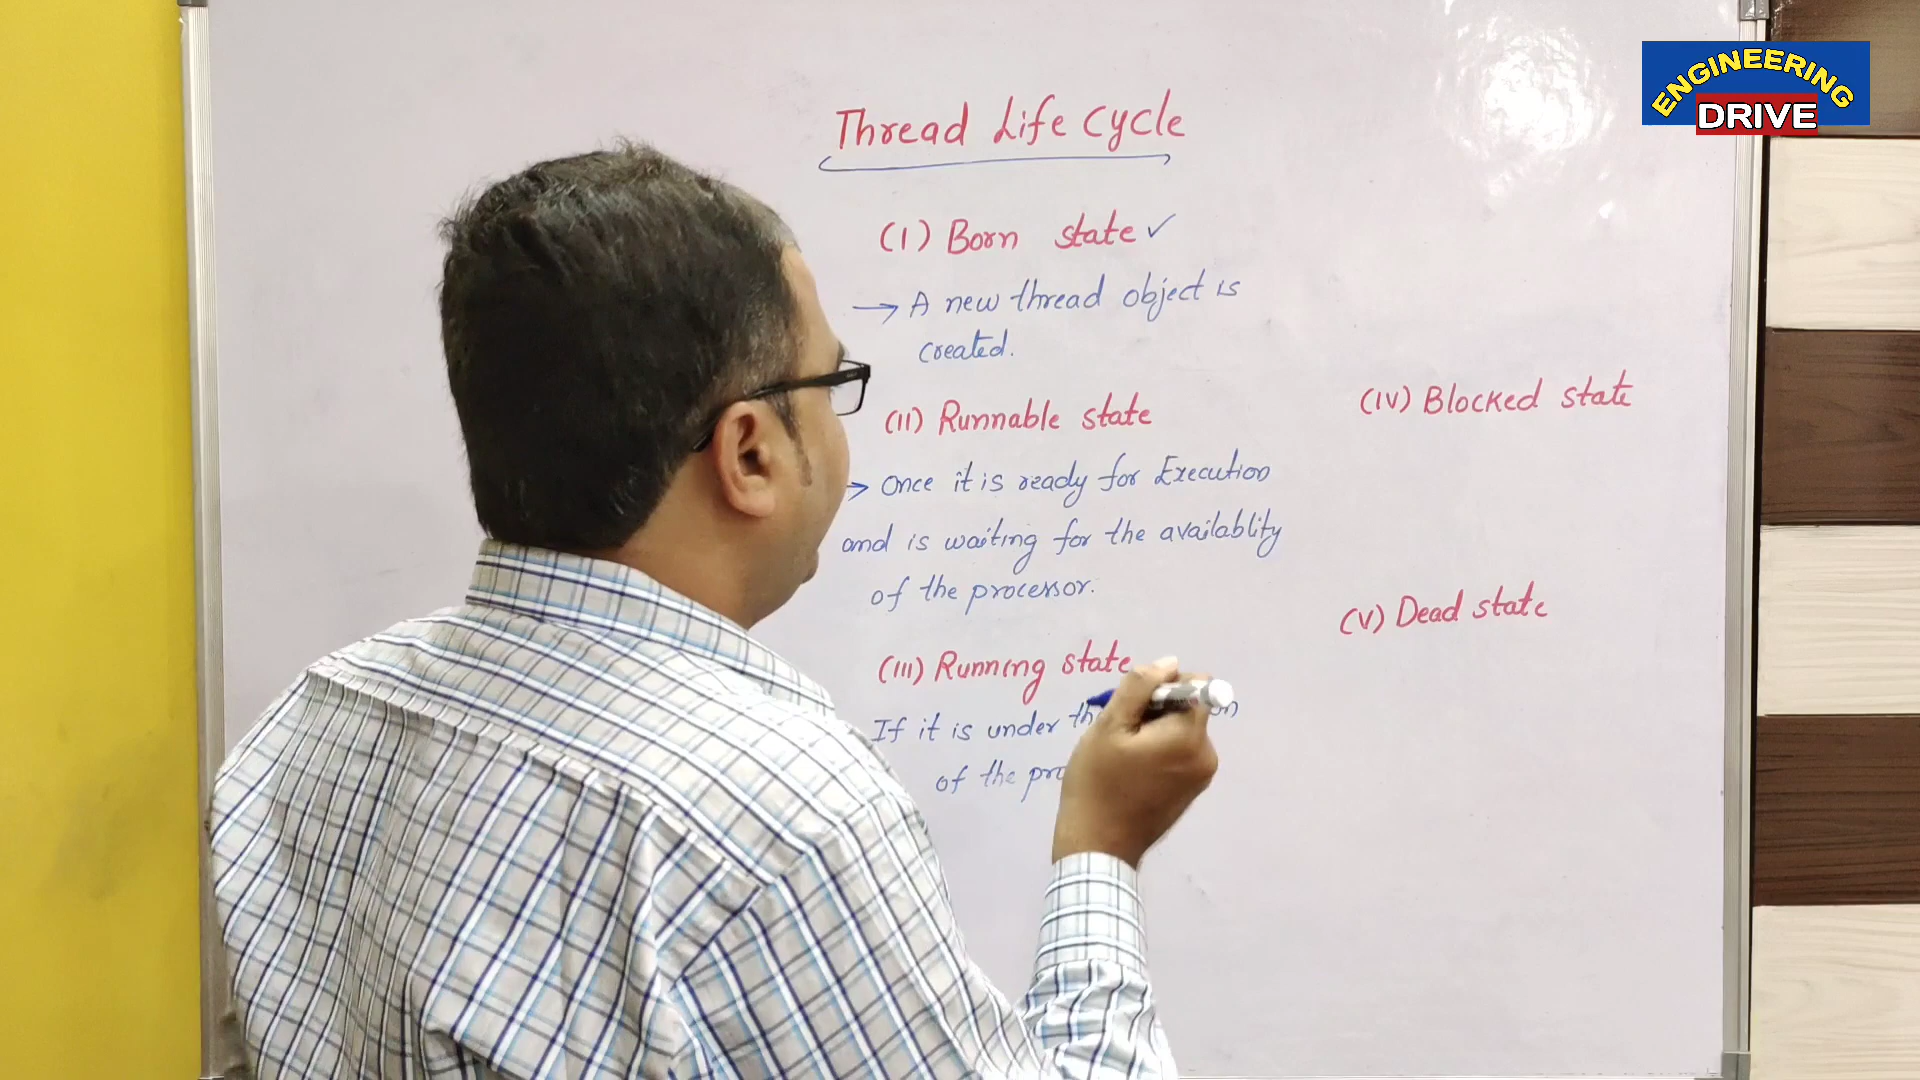 ENGINEERING
DRIVE
Thread Life Cycle
(I) Born state ✓
→ A new thread object is
created.
(II) Runnable state
→ Once it is ready for Execution
and is waiting for the availablity
of the processor.
(III) Running state
If it is under
of the
(IV) Blocked state
(V) Dead state